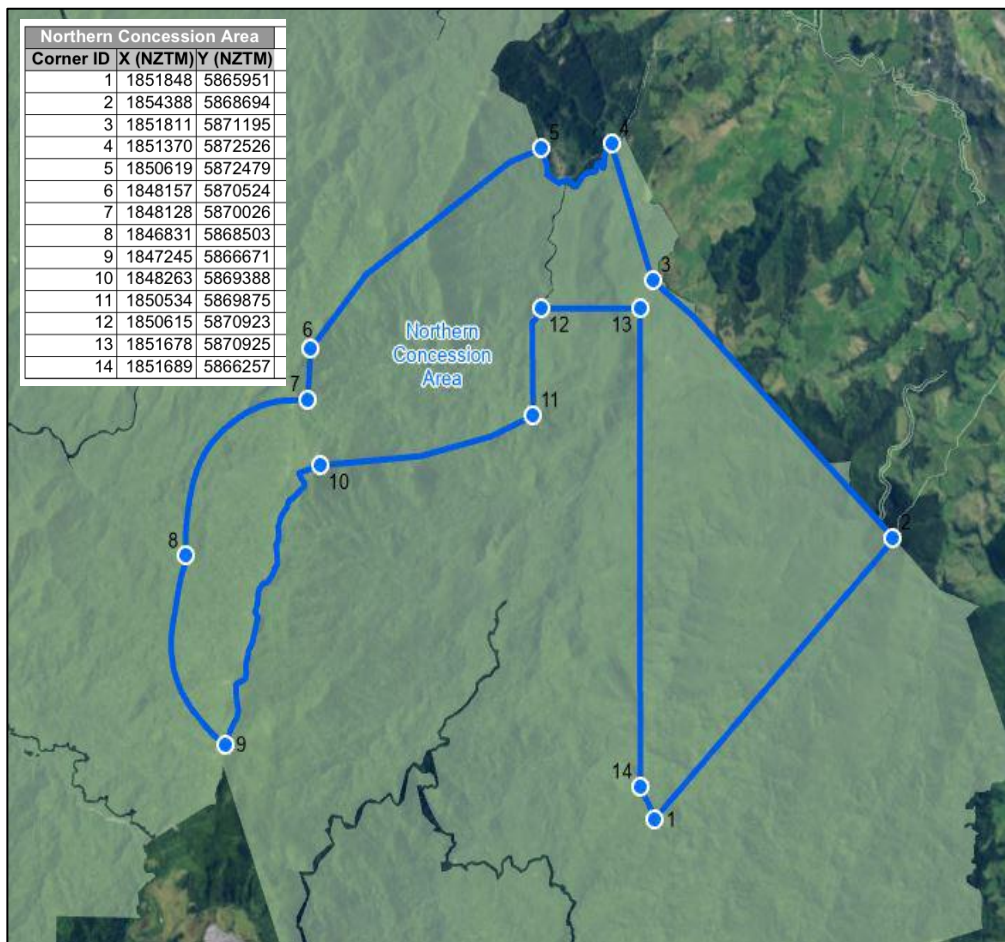 Northern Concession Area
Corner ID X (NZTM) Y (NZTM)
1 1851848 5865951
2 1854388 5868694
3 1851811 5871195
4 1851370 5872526
5 1850619 5872479
6 1848157 5870524
7 1848128 5870026
8 1846831 5868503
9 1847245 5866671
10 1848263 5869388
11 1850534 5869875
12 1850615 5870923
13 1851678 5870925
14 1851689 5866257
5
4
3
12
13
6
Northern
Concession
Area
7
11
10
2
8
9
14
1